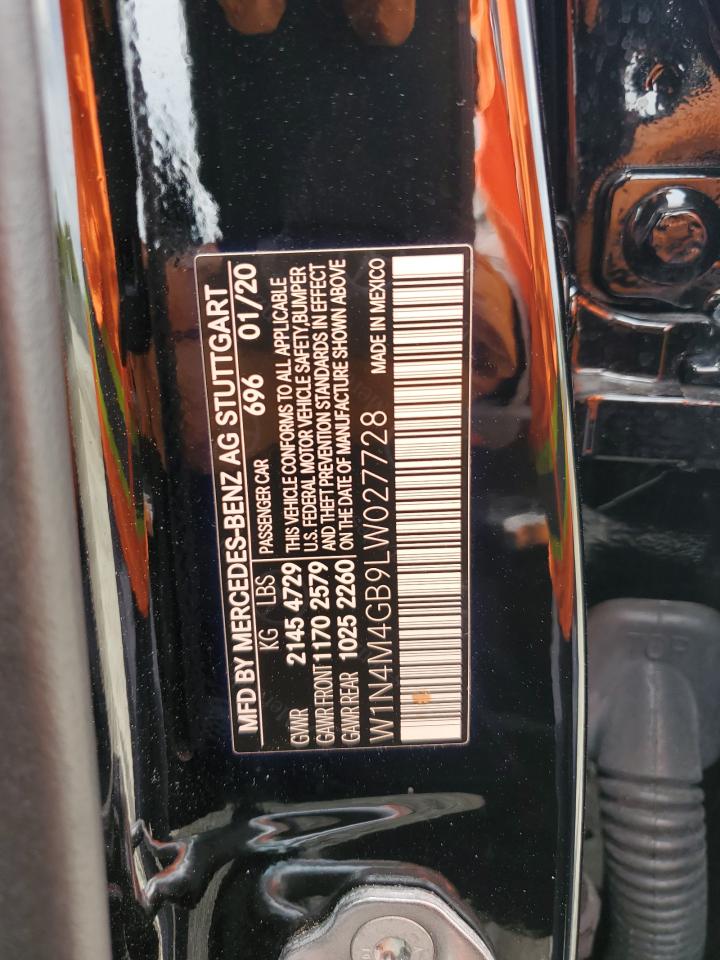 MFD BY MERCEDES-BENZ AG STUTTGART
KG LBS PASSENGER CAR 696 01/20
GVWR 2145 4729 THIS VEHICLE CONFORMS TO ALL APPLICABLE
U.S. FEDERAL MOTOR VEHICLE SAFETY, BUMPER
GAWR FRONT 1170 2579 AND THEFT PREVENTION STANDARDS IN EFFECT
GAWR REAR 1025 2260 ON THE DATE OF MANUFACTURE SHOWN ABOVE
W1N4M4GB9LW027728 MADE IN MEXICO
TOP